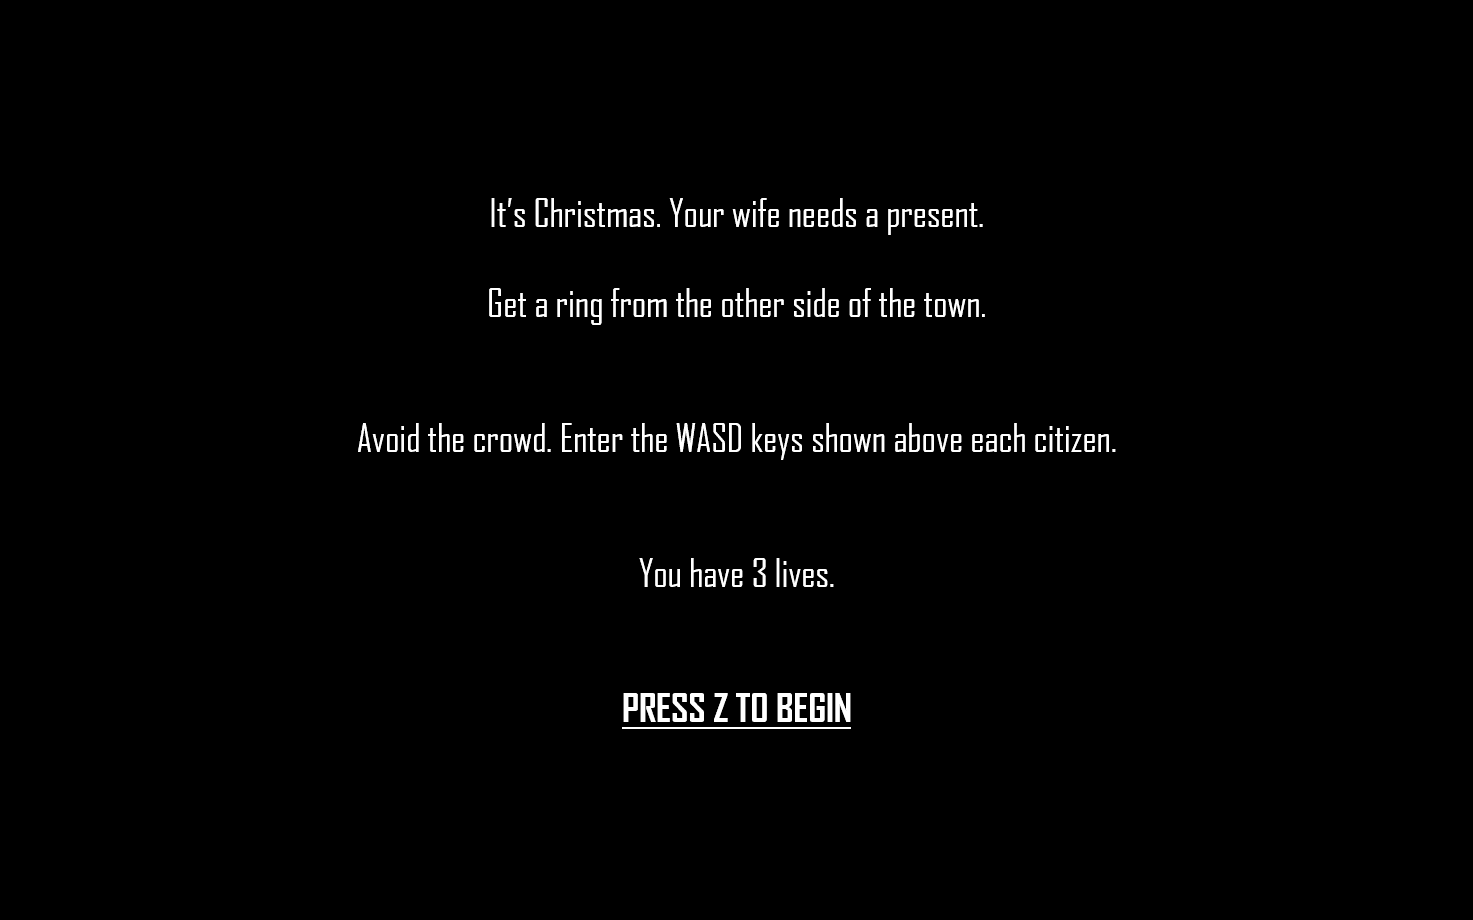 It's Christmas. Your wife needs a present.
Get a ring from the other side of the town.
Avoid the crowd. Enter the WASD keys shown above each citizen.
You have 3 lives.
PRESS Z TO BEGIN